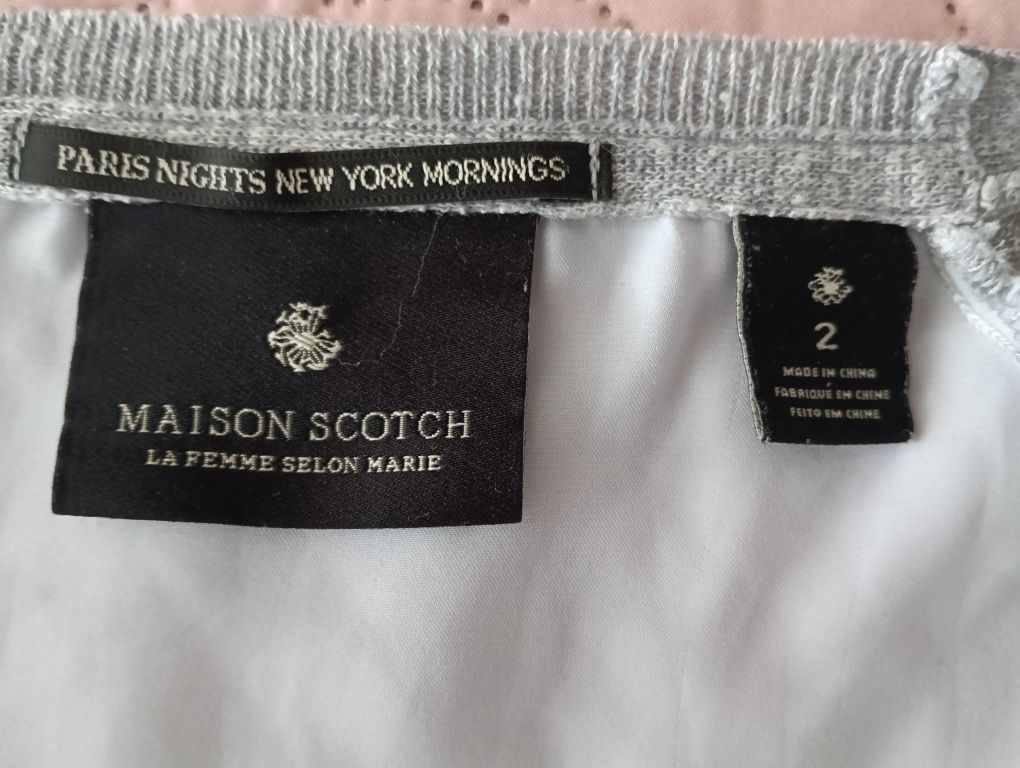 PARIS NIGHTS NEW YORK MORNINGS
MAISON SCOTCH
LA FEMME SELON MARIE
2
MADE IN CHINA
FABRIQUÉ EN CHINE
FEITO EM CHINE